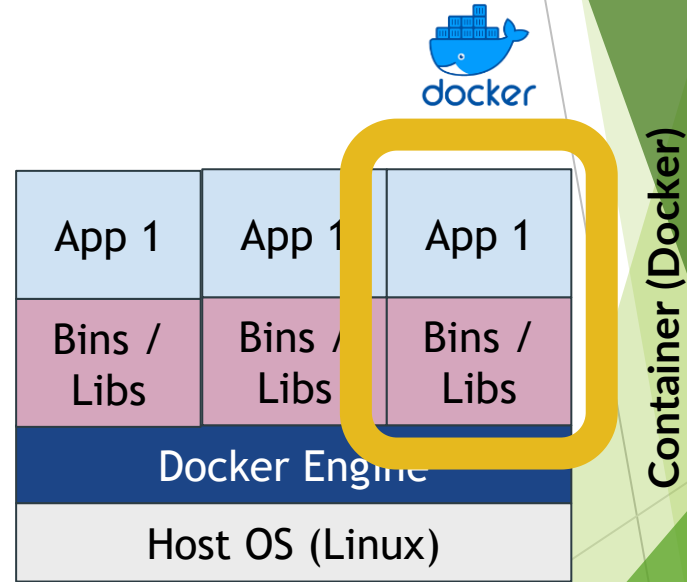 docker
App 1
App 1
App 1
Bins /
Libs
Bins /
Libs
Bins /
Libs
Docker Engine
Host OS (Linux)
Container (Docker)